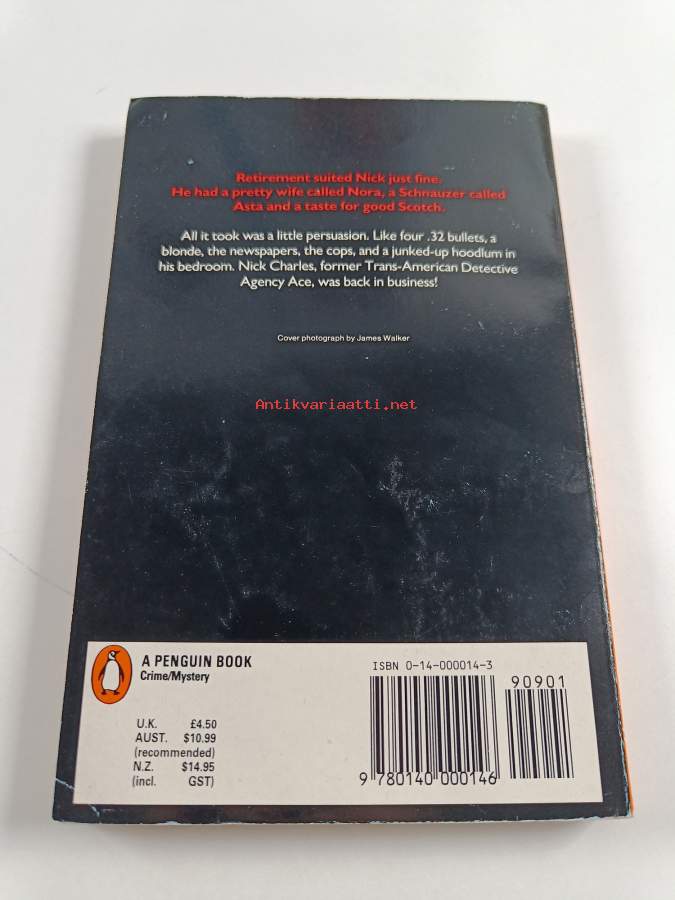 Retirement suited Nick just fine.
He had a pretty wife called Nora, a Schnauzer called
Asta and a taste for good Scotch.
All it took was a little persuasion. Like four .32 bullets, a
blonde, the newspapers, the cops, and a junked-up hoodlum in
his bedroom. Nick Charles, former Trans-American Detective
Agency Ace, was back in business!
Cover photograph by James Walker
Antikvariaatti.net
A PENGUIN BOOK
Crime/Mystery
U.K. £4.50
AUST. $10.99
(recommended)
N.Z. $14.95
(incl. GST)
ISBN 0-14-000014-3
90901
9 780140 000146